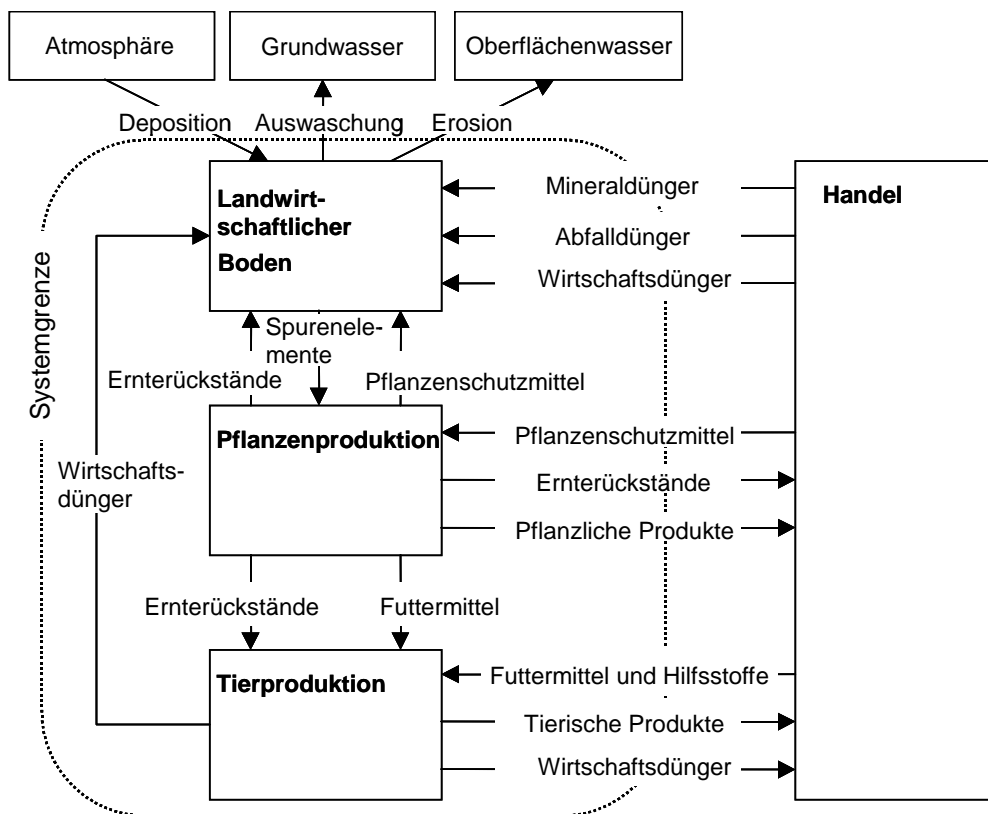 Atmosphäre
Grundwasser
Oberflächenwasser
Deposition
Auswaschung
Erosion
Landwirt-
schaftlicher
Boden
Mineraldünger
Handel
Abfalldünger
Wirtschaftsdünger
Systemgrenze
Spurenele-
mente
Ernterückstände
Pflanzenschutzmittel
Pflanzenproduktion
Pflanzenschutzmittel
Wirtschafts-
dünger
Ernterückstände
Pflanzliche Produkte
Ernterückstände
Futtermittel
Tierproduktion
Futtermittel und Hilfsstoffe
Tierische Produkte
Wirtschaftsdünger